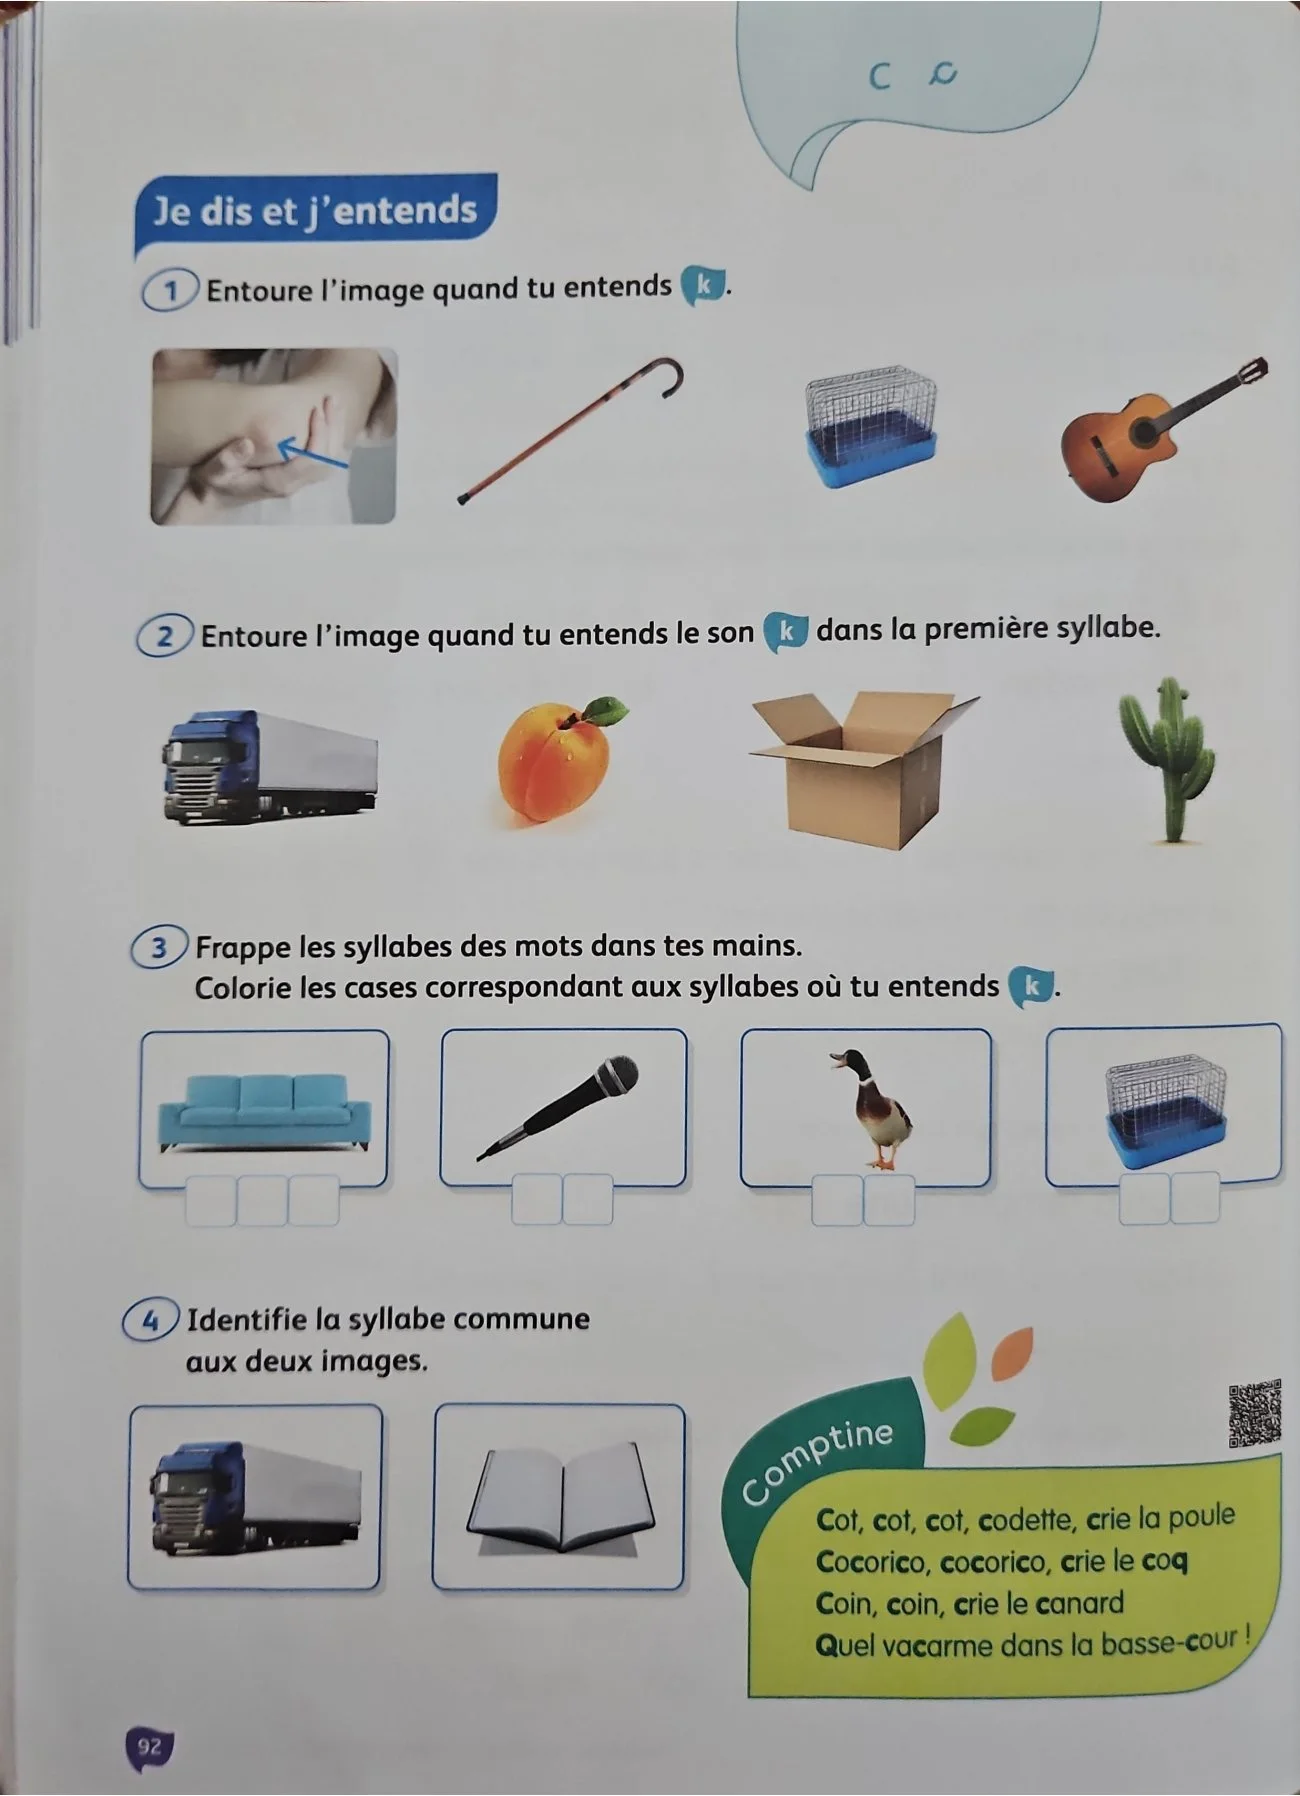 C c
Je dis et j'entends
1 Entoure l'image quand tu entends k.
2 Entoure l'image quand tu entends le son k dans la première syllabe.
3 Frappe les syllabes des mots dans tes mains.
Colorie les cases correspondant aux syllabes où tu entends k.
4 Identifie la syllabe commune
aux deux images.
Comptine
Cot, cot, cot, codette, crie la poule
Cocorico, cocorico, crie le coq
Coin, coin, crie le canard
Quel vacarme dans la basse-cour !
92